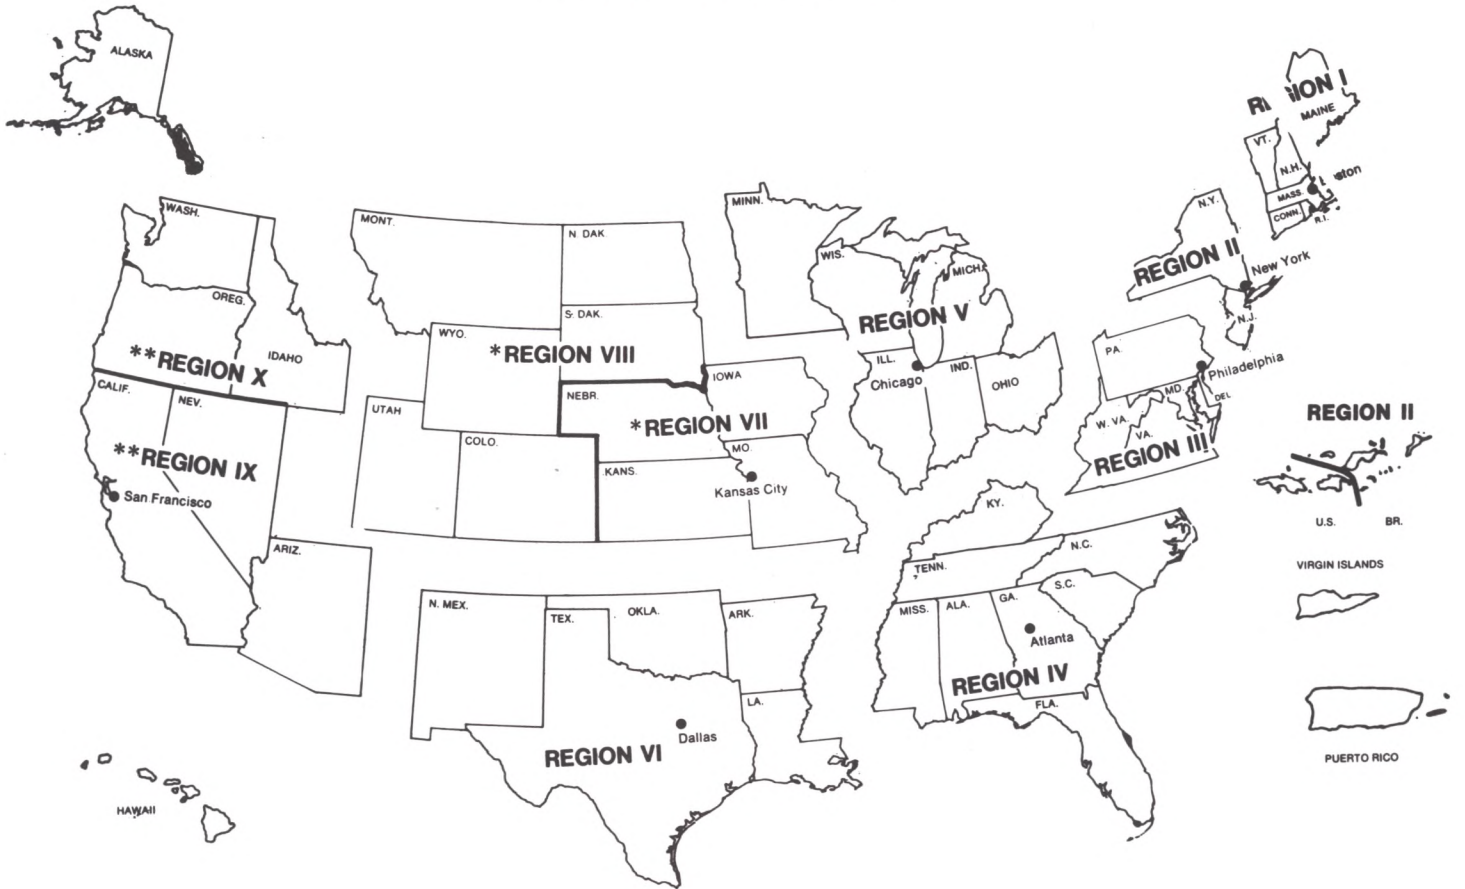 ALASKA
REGION I
MAINE
VT.
N.H.
MASS.
CONN.
R.I.
WASH.
MONT.
N DAK
MINN.
WIS.
MICH.
N.Y.
REGION II
New York
N.J.
OREG.
IDAHO
**REGION X
WYO.
S. DAK.
*REGION VIII
REGION V
ILL.
IND.
OHIO
Chicago
PA.
Philadelphia
MD.
DEL
W. VA.
VA.
REGION III
CALIF.
NEV.
UTAH
COLO.
NEBR.
IOWA
*REGION VII
KANS.
MO.
Kansas City
**REGION IX
San Francisco
ARIZ.
REGION II
U.S. BR.
VIRGIN ISLANDS
PUERTO RICO
KY.
TENN.
N.C.
S.C.
MISS.
ALA.
GA.
Atlanta
REGION IV
FLA.
N. MEX.
TEX.
OKLA.
ARK.
LA.
Dallas
REGION VI
HAWAII